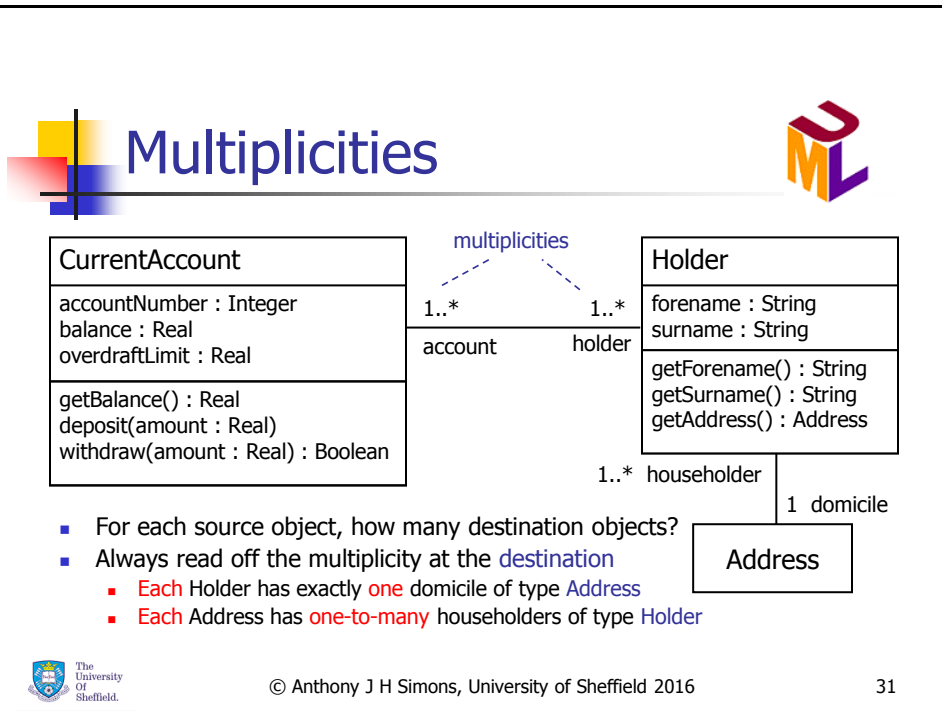 Multiplicities
UML
multiplicities
CurrentAccount
accountNumber : Integer
balance : Real
overdraftLimit : Real
getBalance() : Real
deposit(amount : Real)
withdraw(amount : Real) : Boolean
1..* 1..*
account holder
Holder
forename : String
surname : String
getForename() : String
getSurname() : String
getAddress() : Address
1..* householder
1 domicile
Address
For each source object, how many destination objects?
Always read off the multiplicity at the destination
Each Holder has exactly one domicile of type Address
Each Address has one-to-many householders of type Holder
The
University
Of
Sheffield.
© Anthony J H Simons, University of Sheffield 2016
31